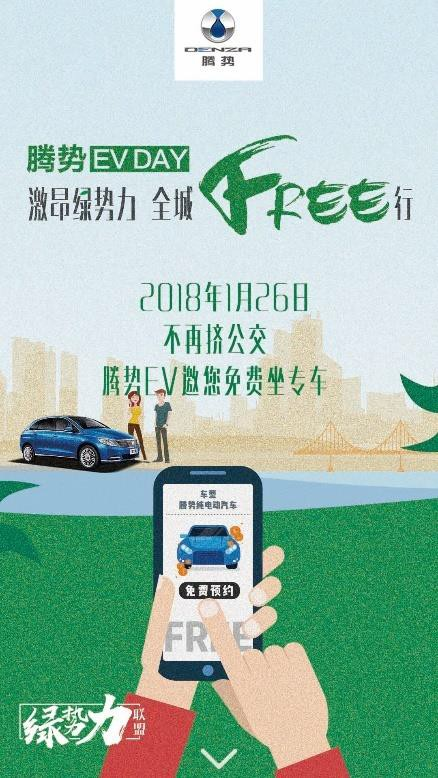 DENZA
腾势
腾势 EV DAY
激昂绿势力 全城FREE行
2018年1月26日
不再挤公交
腾势EV邀您免费坐专车
车型
腾势纯电动汽车
免费预约
FREE
绿势力联盟